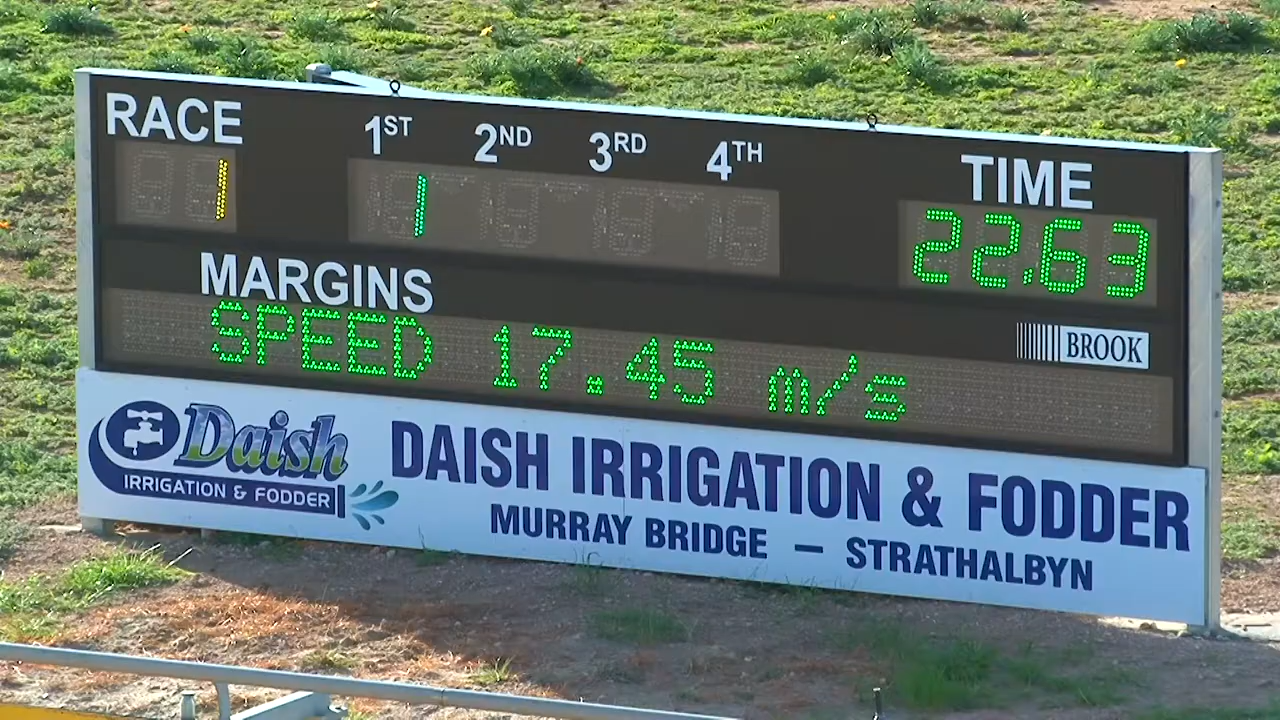 RACE 1ST 2ND 3RD 4TH TIME
1 1 22.63
MARGINS
BROOK
SPEED 17.45 m/s
Daish
IRRIGATION & FODDER
DAISH IRRIGATION & FODDER
MURRAY BRIDGE – STRATHALBYN